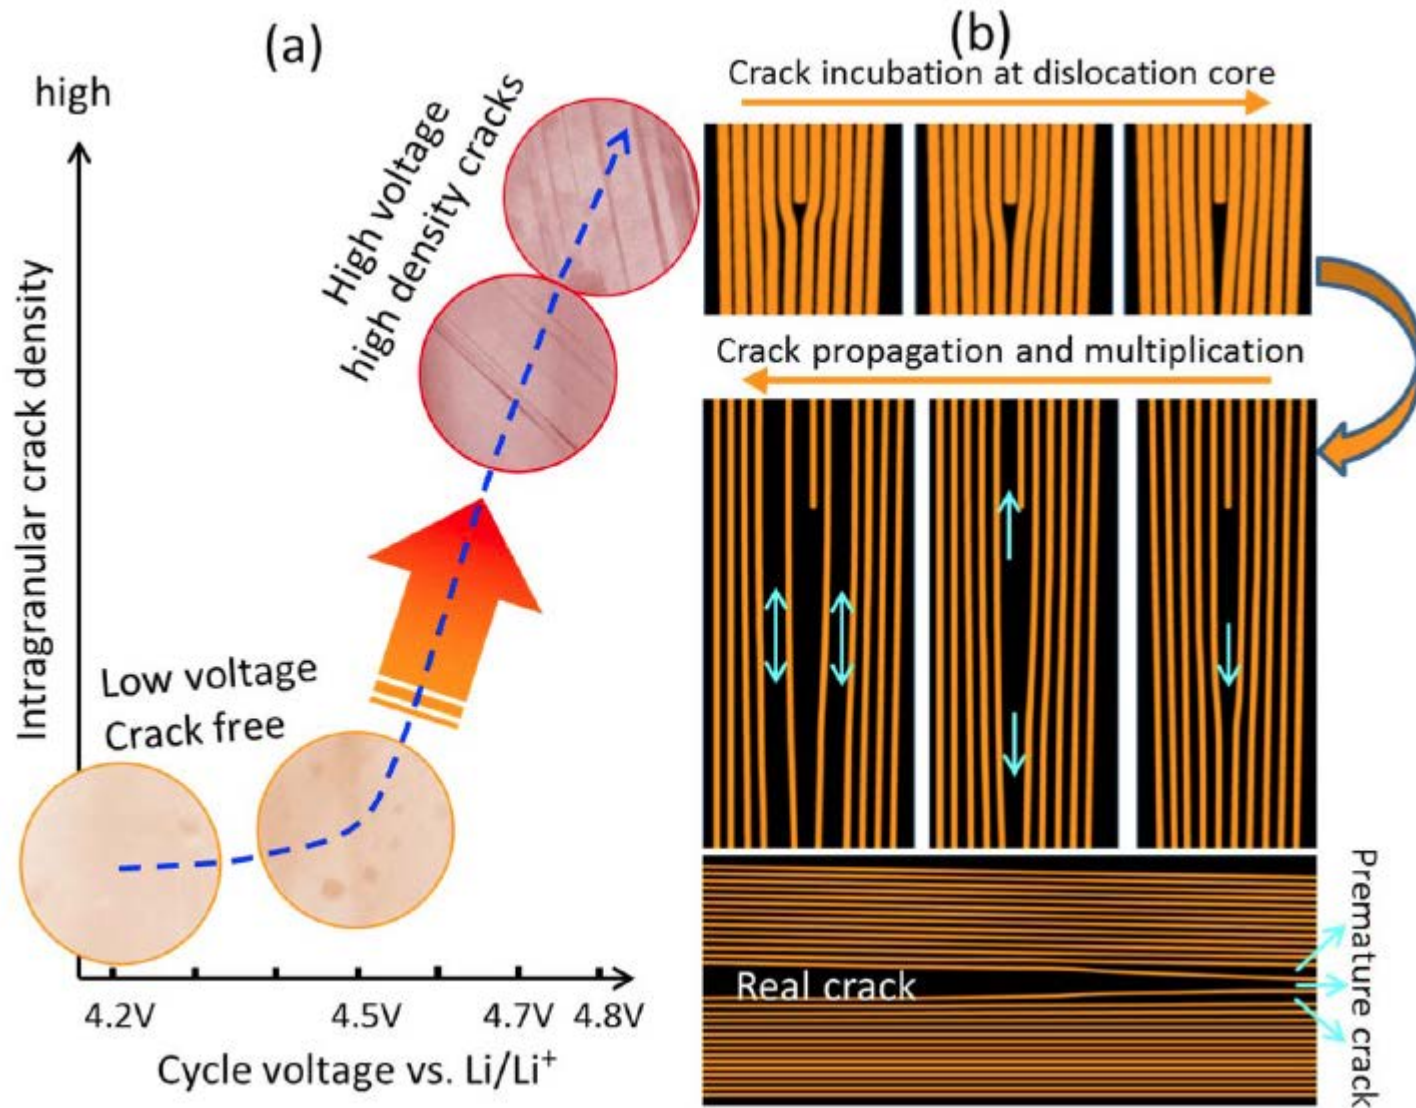 (a)
high
Intragranular crack density
High voltage
high density cracks
Low voltage
Crack free
4.2V
4.5V
4.7V
4.8V
Cycle voltage vs. Li/Li⁺
(b)
Crack incubation at dislocation core
Crack propagation and multiplication
Real crack
Premature crack